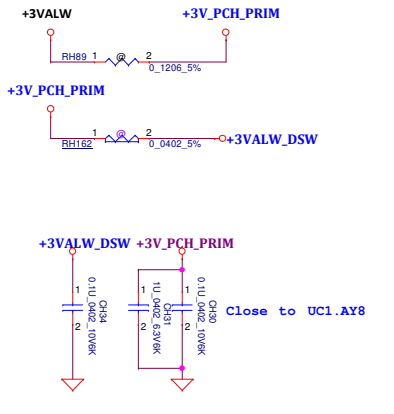 +3VALW
+3V_PCH_PRIM
RH89 1 @ 2
0_1206_5%
+3V_PCH_PRIM
RH162 1 @ 2
0_0402_5%
+3VALW_DSW
+3VALW_DSW
+3V_PCH_PRIM
1
2
0.1U_0402_10V6K
CH34
1
2
1U_0402_6.3V6K
CH31
1
2
0.1U_0402_10V6K
CH30
Close to UC1.AY8